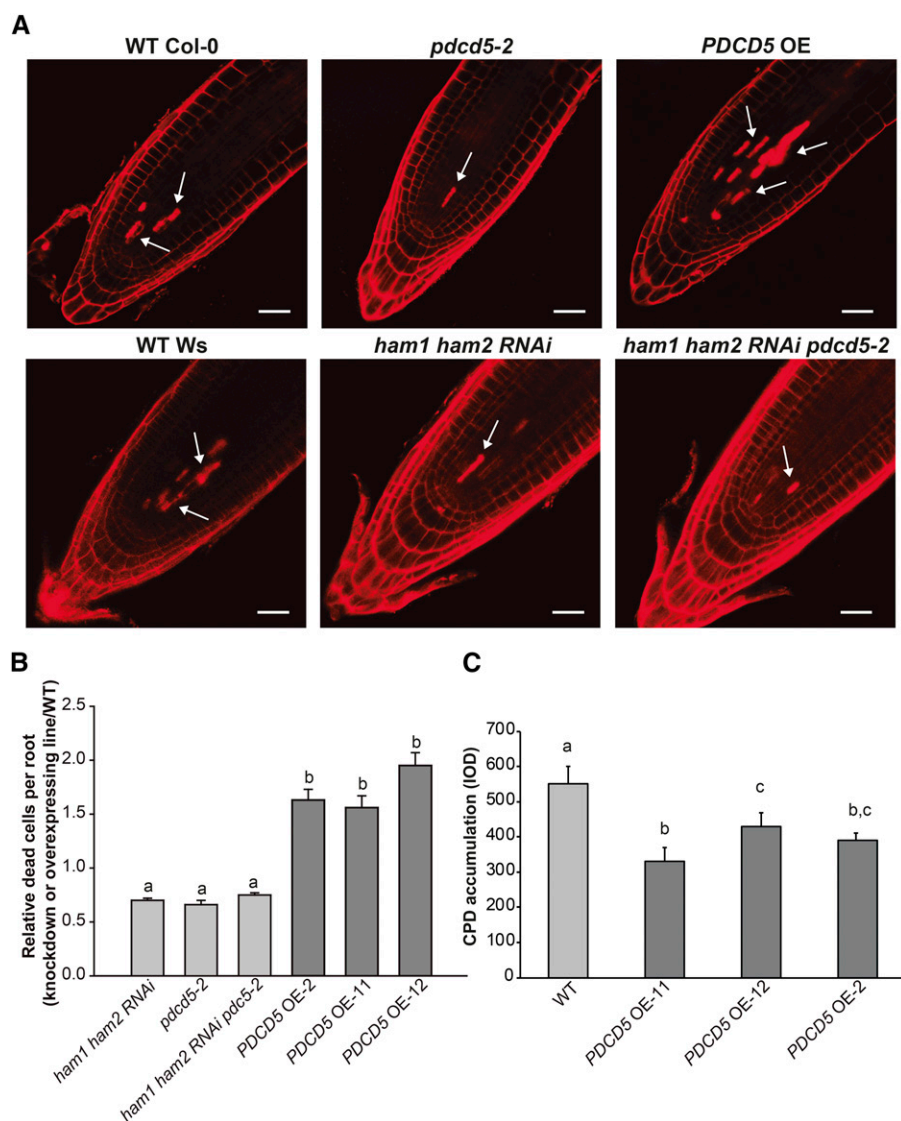 A
WT Col-0
pdcd5-2
PDCD5 OE
WT Ws
ham1 ham2 RNAi
ham1 ham2 RNAi pdcd5-2
B
Relative dead cells per root
(knockdown or overexpressing line/WT)
2.5
2.0
1.5
1.0
0.5
0.0
a
a
a
b
b
b
ham1 ham2 RNAi
pdcd5-2
ham1 ham2 RNAi pdc5-2
PDCD5 OE-2
PDCD5 OE-11
PDCD5 OE-12
C
CPD accumulation (IOD)
700
600
500
400
300
200
100
0
a
b
c
b,c
WT
PDCD5 OE-11
PDCD5 OE-12
PDCD5 OE-2